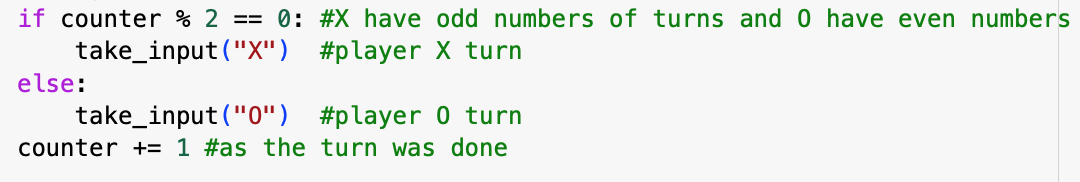 if counter % 2 == 0: #X have odd numbers of turns and O have even numbers
    take_input("X")  #player X turn
else:
    take_input("O")  #player O turn
counter += 1 #as the turn was done